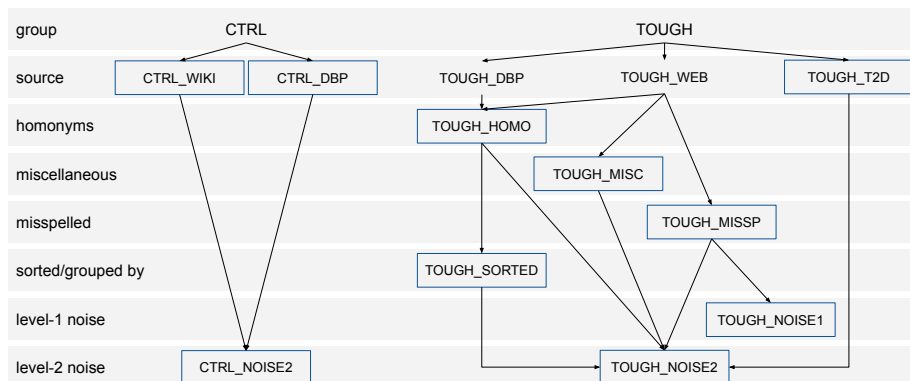 group CTRL TOUGH
source CTRL_WIKI CTRL_DBP TOUGH_DBP TOUGH_WEB TOUGH_T2D
homonyms TOUGH_HOMO
miscellaneous TOUGH_MISC
misspelled TOUGH_MISSP
sorted/grouped by TOUGH_SORTED
level-1 noise TOUGH_NOISE1
level-2 noise CTRL_NOISE2 TOUGH_NOISE2